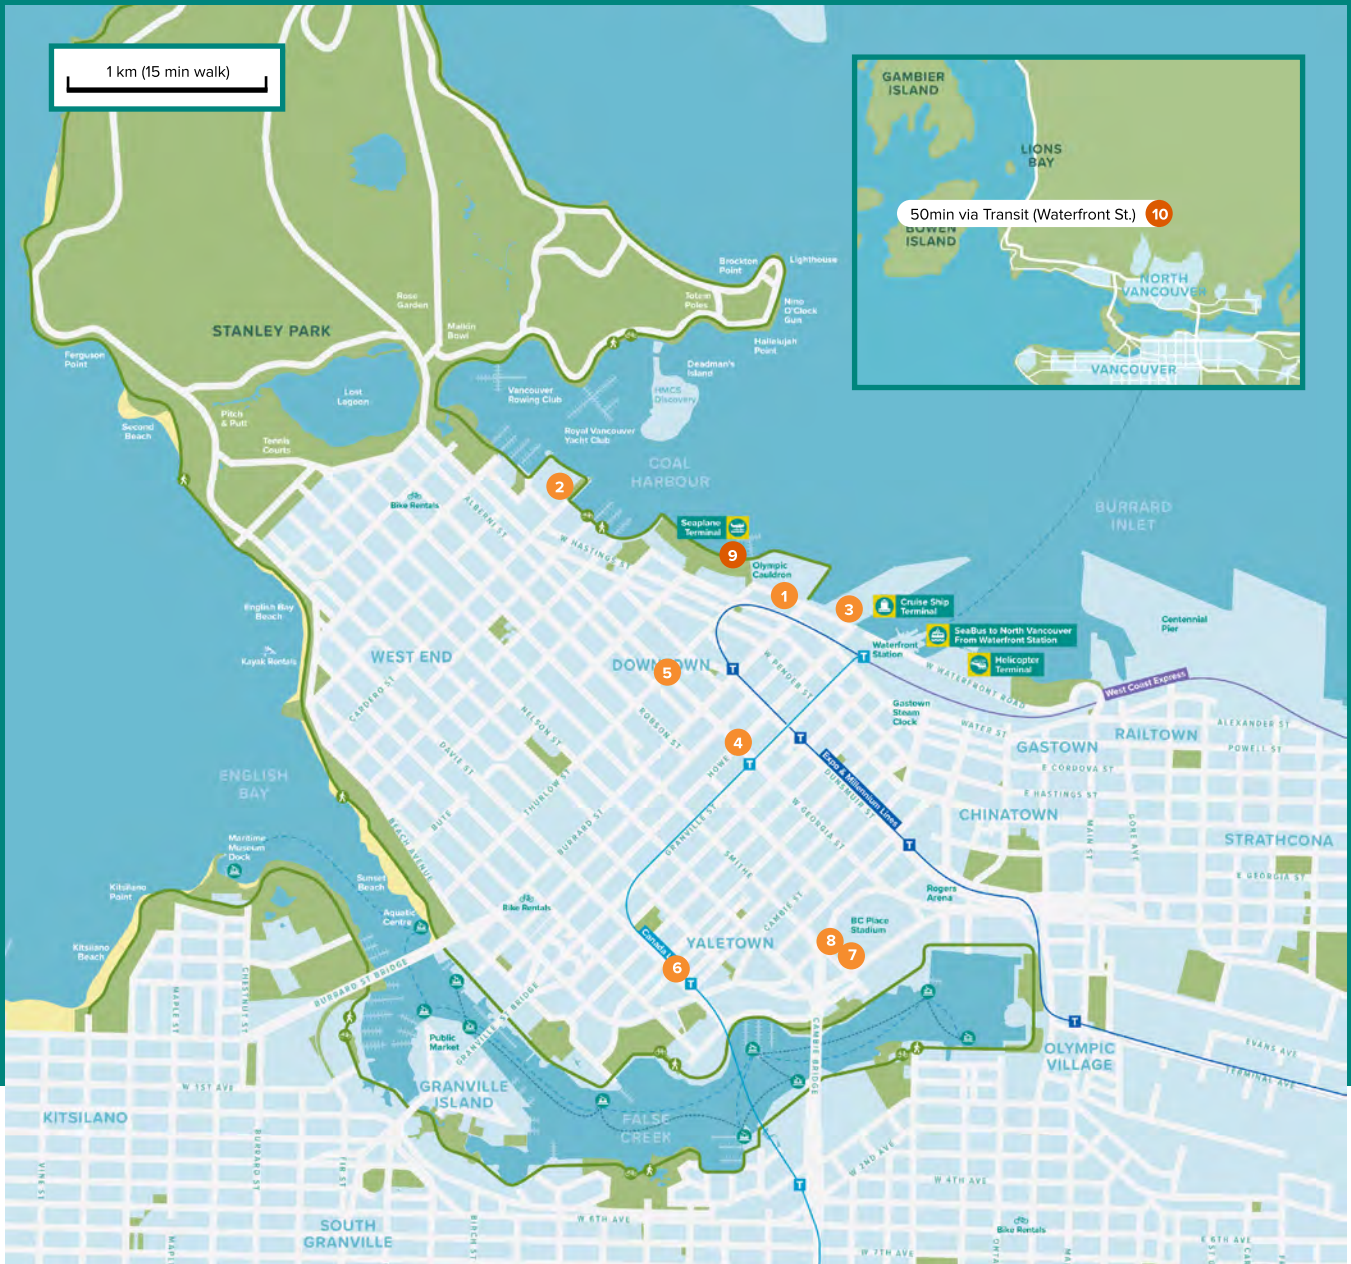 1 km (15 min walk)
GAMBIER
ISLAND
LIONS
BAY
50min via Transit (Waterfront St.)
10
BOWEN
ISLAND
NORTH
VANCOUVER
VANCOUVER
Brockton
Point
Lighthouse
Totem
Poles
Nine
O'Clock
Gun
Hallelujah
Point
Rose
Garden
Malkin
Bowl
STANLEY PARK
Ferguson
Point
Deadman's
Island
HMCS
Discovery
Vancouver
Rowing Club
Lost
Lagoon
Royal Vancouver
Yacht Club
Pitch
& Putt
Second
Beach
Tennis
Courts
COAL
HARBOUR
2
Bike Rentals
ALBERNI ST
W HASTINGS ST
Seaplane
Terminal
9
BURRARD
INLET
Olympic
Cauldron
1
3
Cruise Ship
Terminal
English Bay
Beach
Centennial
Pier
SeaBus to North Vancouver
From Waterfront Station
Waterfront
Station
T
Helicopter
Terminal
Kayak Rentals
WEST END
DOWNTOWN
5
T
W PENDER ST
W WATERFRONT ROAD
West Coast Express
CARDERO ST
Gastown
Steam
Clock
NELSON ST
ROBSON ST
WATER ST
ALEXANDER ST
RAILTOWN
POWELL ST
GASTOWN
4
T
T
HOWE
DAVIE ST
E CORDOVA ST
ENGLISH
BAY
THURLOW ST
DUNSMUIR ST
Expo & Millennium Lines
E HASTINGS ST
BUTE
BURRARD ST
GRANVILLE ST
W GEORGIA ST
CHINATOWN
MAIN ST
GORE AVE
STRATHCONA
BEACH AVENUE
Maritime
Museum
Dock
SMITHE
T
E GEORGIA ST
Sunset
Beach
Kitsilano
Point
Bike Rentals
CAMBIE ST
Rogers
Arena
Aquatic
Centre
BC Place
Stadium
Kitsilano
Beach
YALETOWN
8
7
Canada
6
T
BURRARD ST BRIDGE
CHESTNUT ST
MAPLE ST
GRANVILLE ST BRIDGE
Public
Market
CAMBIE BRIDGE
T
OLYMPIC
VILLAGE
EVANS AVE
TERMINAL AVE
W 1ST AVE
GRANVILLE
ISLAND
KITSILANO
FALSE
CREEK
BURRARD ST
FIR ST
VINE ST
W 2ND AVE
T
W 4TH AVE
SOUTH
GRANVILLE
BIRCH ST
W 6TH AVE
Bike Rentals
MAPLE
W 7TH AVE
ONTA
MA
E 6TH AVE